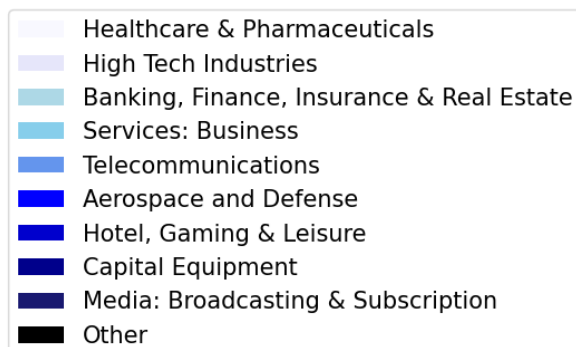 Healthcare & Pharmaceuticals
High Tech Industries
Banking, Finance, Insurance & Real Estate
Services: Business
Telecommunications
Aerospace and Defense
Hotel, Gaming & Leisure
Capital Equipment
Media: Broadcasting & Subscription
Other